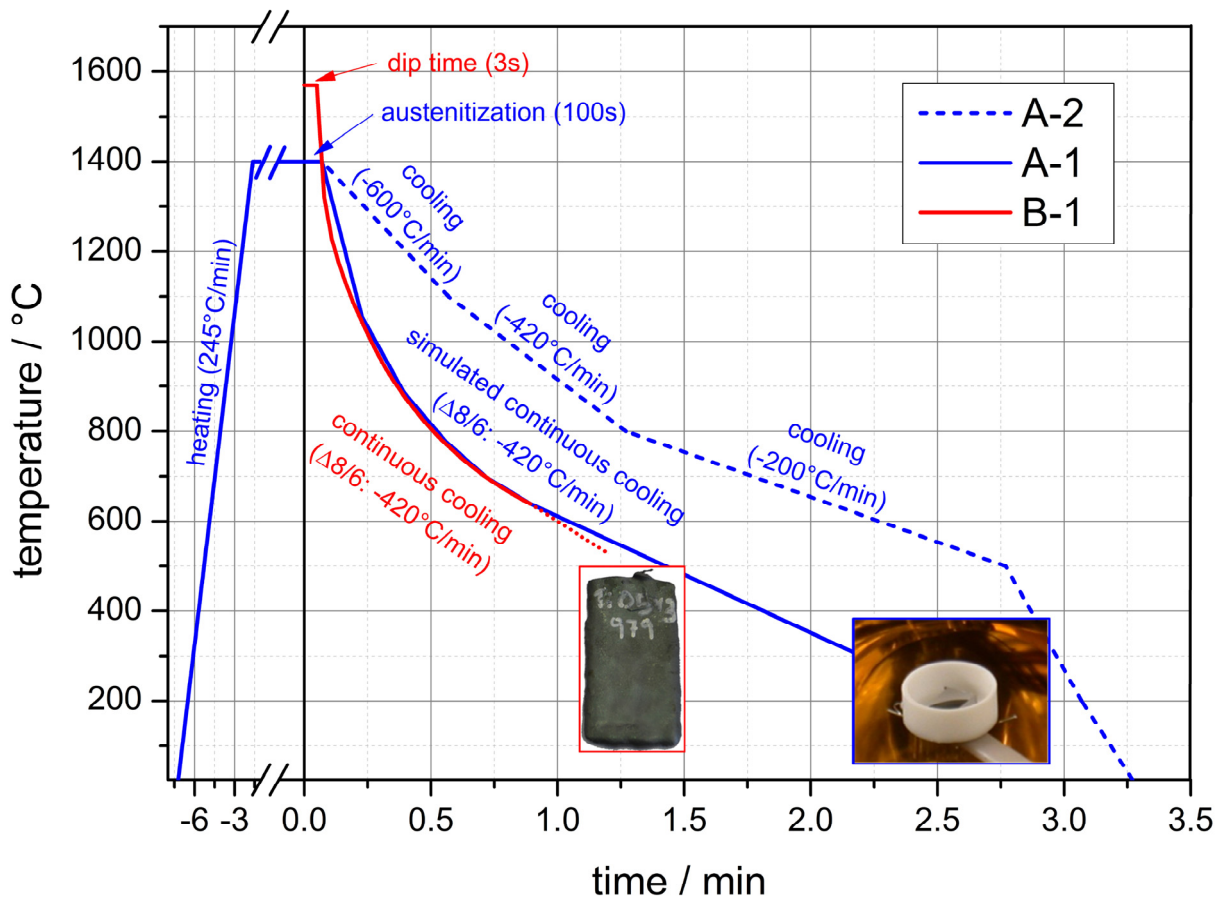 temperature / °C
1600
1400
1200
1000
800
600
400
200
dip time (3s)
austenitization (100s)
A-2
A-1
B-1
heating (245°C/min)
cooling
(-600°C/min)
cooling
(-420°C/min)
simulated continuous cooling
(Δ8/6: -420°C/min)
cooling
(-200°C/min)
continuous cooling
(Δ8/6: -420°C/min)
979
-6 -3 0.0 0.5 1.0 1.5 2.0 2.5 3.0 3.5
time / min